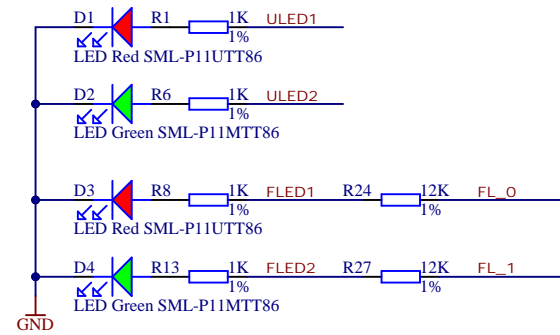 D1 R1 1K ULED1
1%
LED Red SML-P11UTT86
D2 R6 1K ULED2
1%
LED Green SML-P11MTT86
D3 R8 1K FLED1 R24 12K FL_0
1% 1%
LED Red SML-P11UTT86
D4 R13 1K FLED2 R27 12K FL_1
1% 1%
LED Green SML-P11MTT86
GND